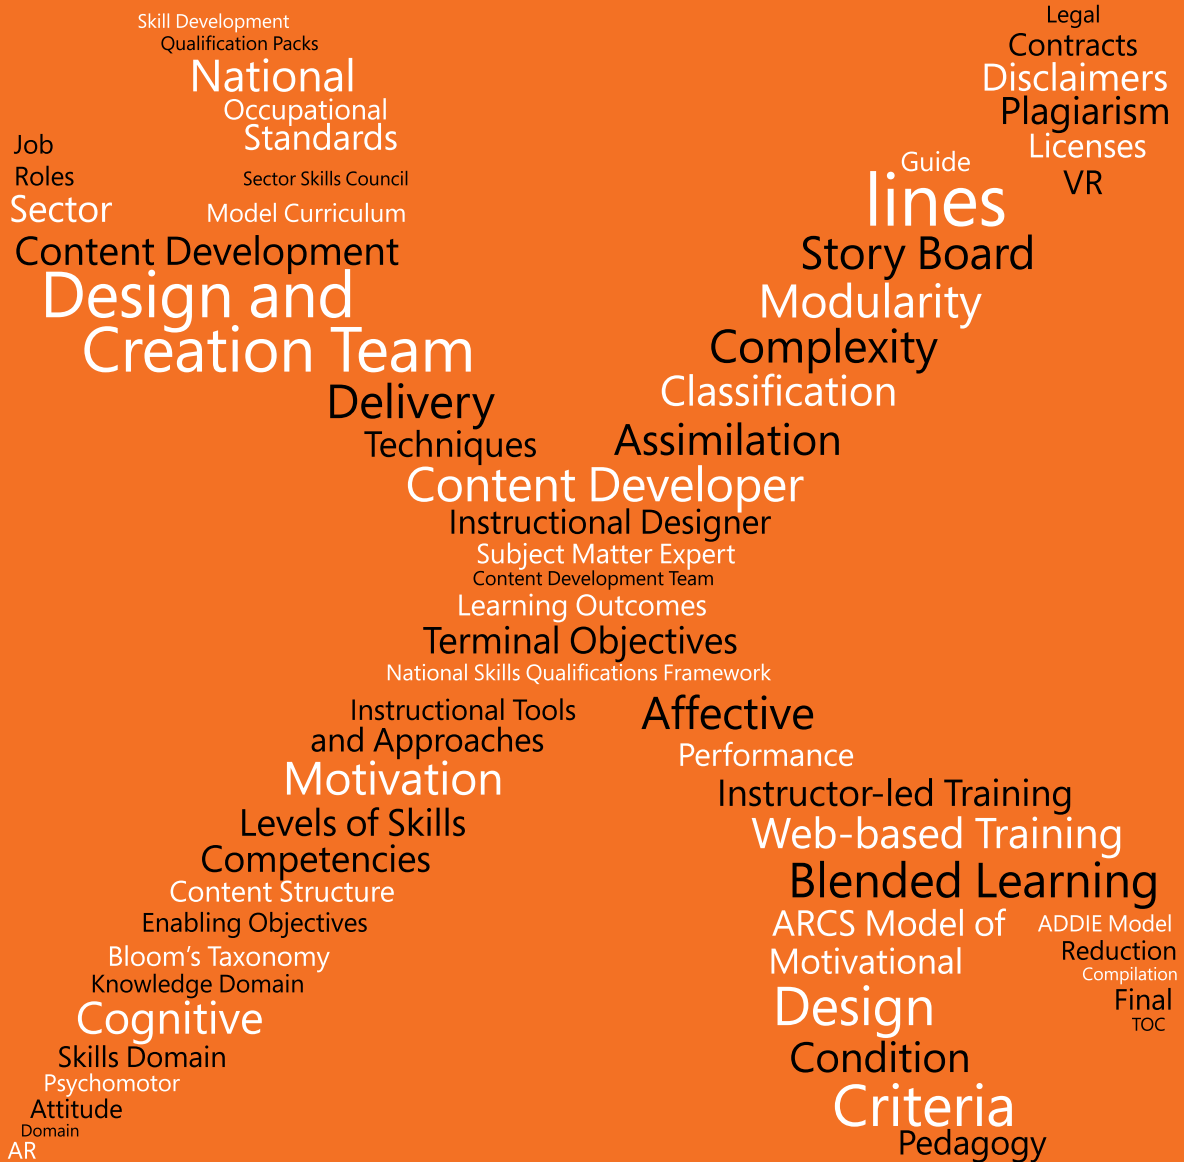 Skill Development
Qualification Packs
National
Occupational
Standards
Job
Roles
Sector
Sector Skills Council
Model Curriculum
Content Development
Design and
Creation Team
Delivery
Techniques
Legal
Contracts
Disclaimers
Plagiarism
Licenses
VR
Guide
lines
Story Board
Modularity
Complexity
Classification
Assimilation
Content Developer
Instructional Designer
Subject Matter Expert
Content Development Team
Learning Outcomes
Terminal Objectives
National Skills Qualifications Framework
Instructional Tools
and Approaches
Motivation
Levels of Skills
Competencies
Content Structure
Enabling Objectives
Bloom's Taxonomy
Knowledge Domain
Cognitive
Skills Domain
Psychomotor
Attitude
Domain
AR
Affective
Performance
Instructor-led Training
Web-based Training
Blended Learning
ARCS Model of
Motivational
Design
ADDIE Model
Reduction
Compilation
Final
TOC
Condition
Criteria
Pedagogy